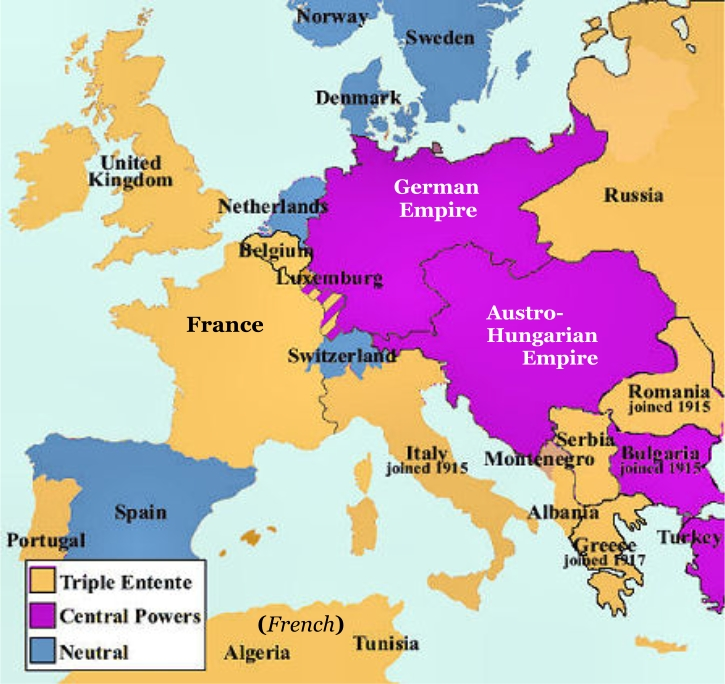 Norway
Sweden
Denmark
United
Kingdom
Netherlands
German
Empire
Russia
Belgium
Luxemburg
France
Austro-
Hungarian
Empire
Switzerland
Romania
joined 1915
Italy
joined 1915
Serbia
Montenegro
Bulgaria
joined 1915
Spain
Portugal
Albania
Greece
joined 1917
Turkey
Triple Entente
Central Powers
Neutral
(French)
Algeria
Tunisia